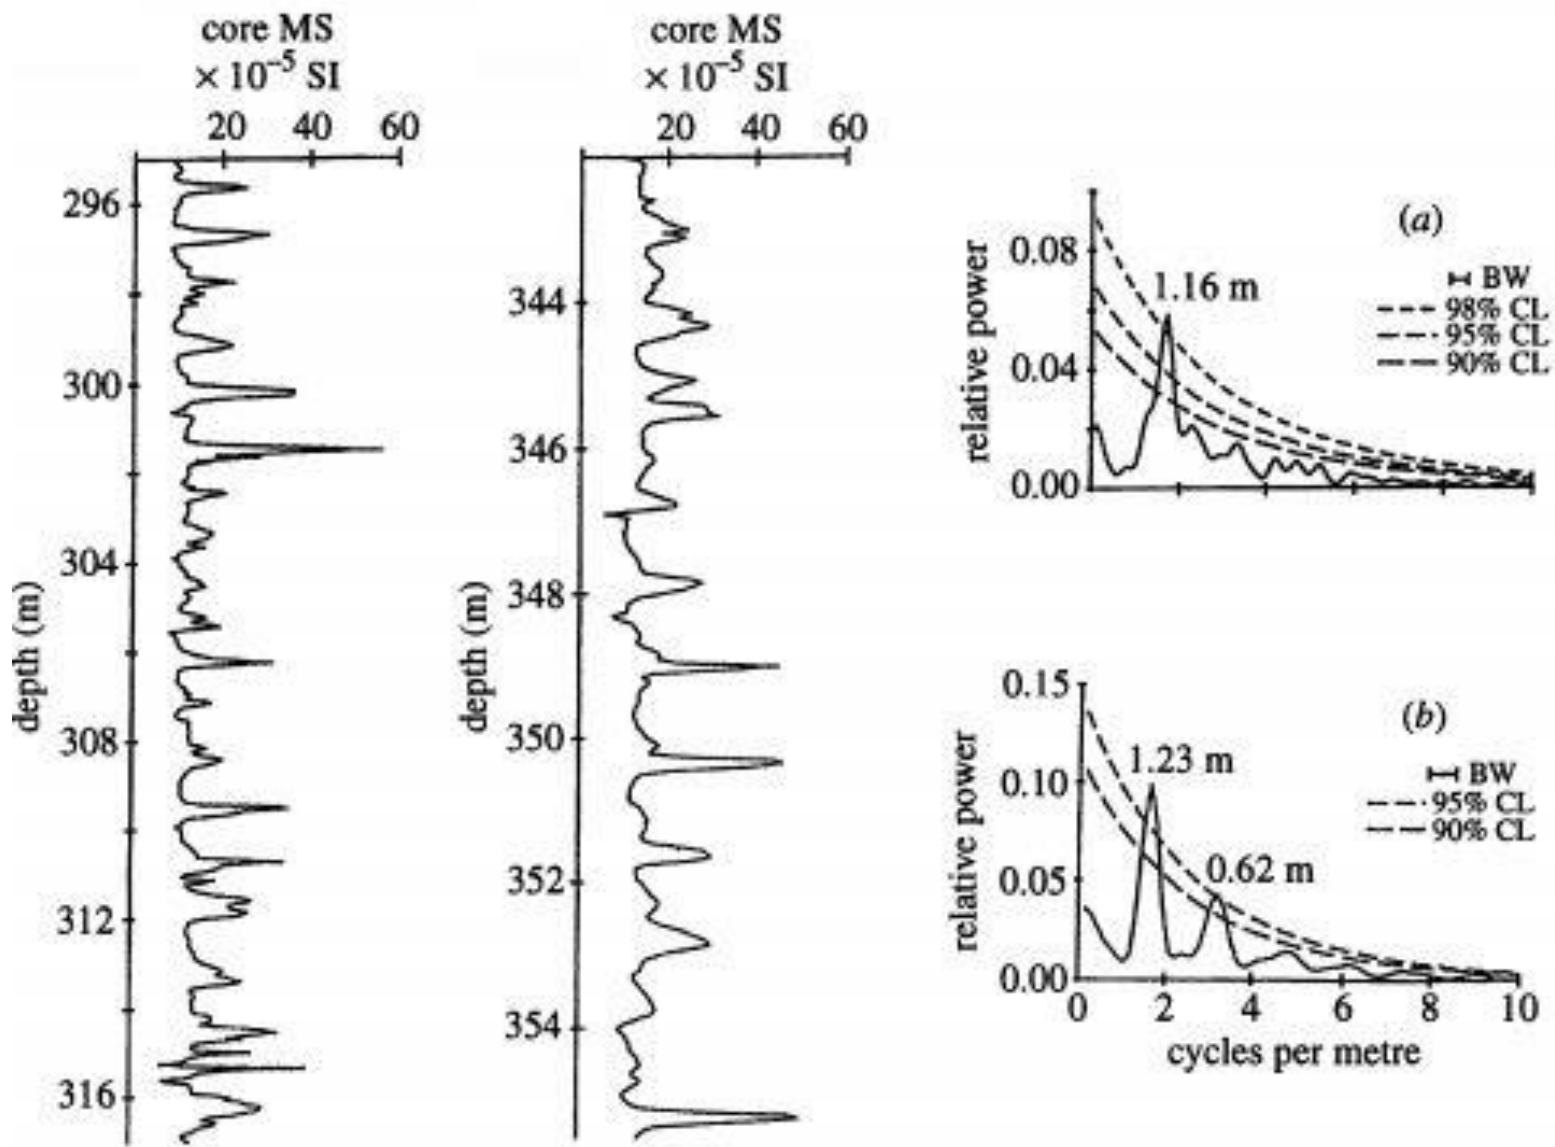 core MS
× 10⁻⁵ SI
20 40 60
296
300
304
308
312
316
depth (m)
core MS
× 10⁻⁵ SI
20 40 60
344
346
348
350
352
354
depth (m)
(a)
0.08
0.04
0.00
relative power
1.16 m
BW
98% CL
95% CL
90% CL
(b)
0.15
0.10
0.05
0.00
relative power
1.23 m
0.62 m
BW
95% CL
90% CL
0 2 4 6 8 10
cycles per metre